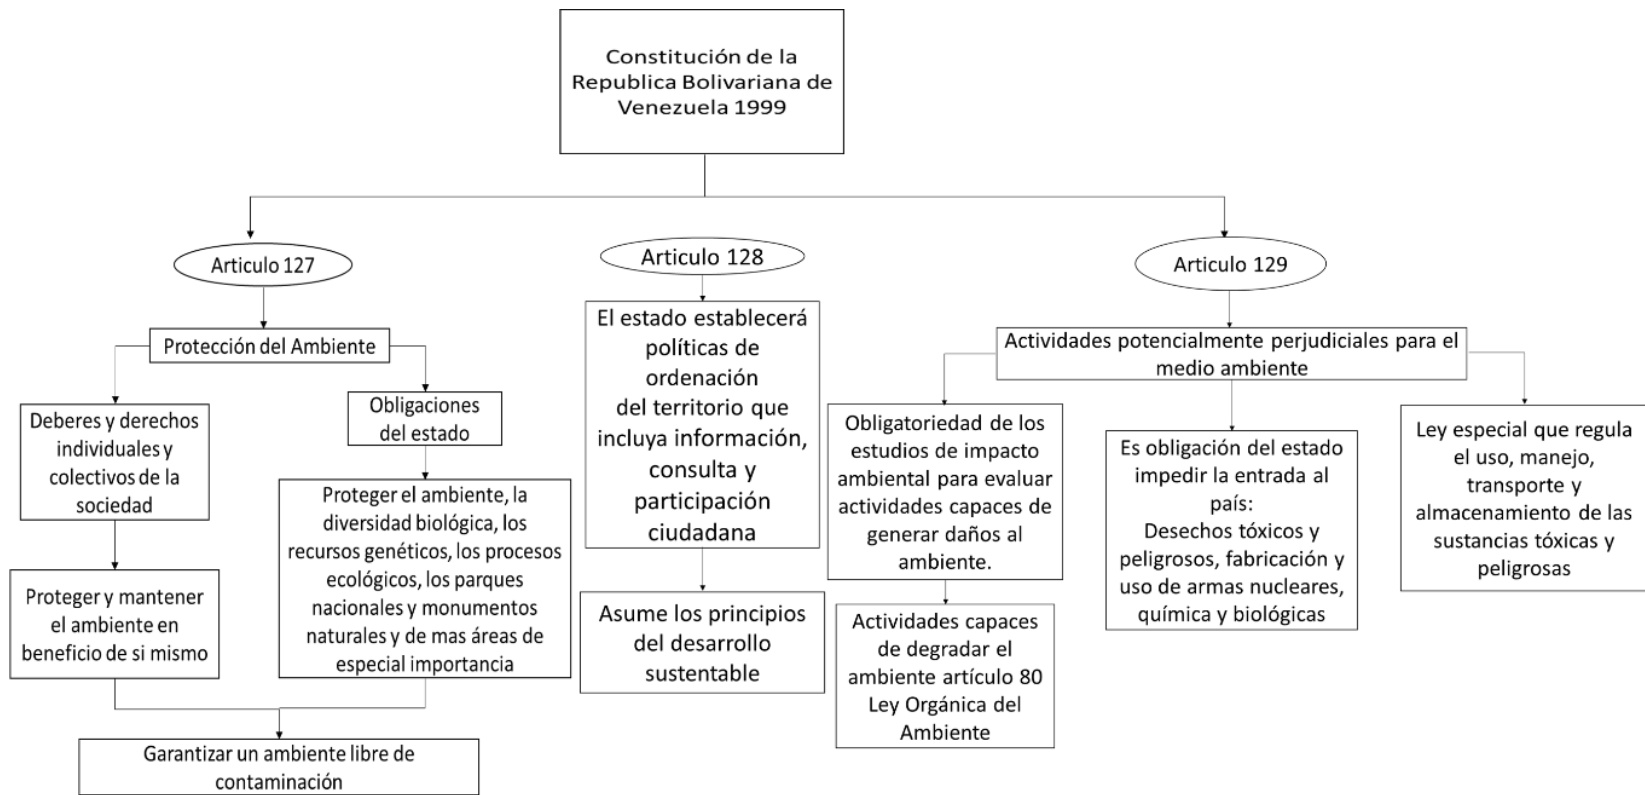 Constitución de la
Republica Bolivariana de
Venezuela 1999
Articulo 127
Protección del Ambiente
Deberes y derechos
individuales y
colectivos de la
sociedad
Proteger y mantener
el ambiente en
beneficio de si mismo
Obligaciones
del estado
Proteger el ambiente, la
diversidad biológica, los
recursos genéticos, los procesos
ecológicos, los parques
nacionales y monumentos
naturales y de mas áreas de
especial importancia
Garantizar un ambiente libre de
contaminación
Articulo 128
El estado establecerá
políticas de
ordenación
del territorio que
incluya información,
consulta y
participación
ciudadana
Asume los principios
del desarrollo
sustentable
Articulo 129
Actividades potencialmente perjudiciales para el
medio ambiente
Obligatoriedad de los
estudios de impacto
ambiental para evaluar
actividades capaces de
generar daños al
ambiente.
Actividades capaces
de degradar el
ambiente artículo 80
Ley Orgánica del
Ambiente
Es obligación del estado
impedir la entrada al
país:
Desechos tóxicos y
peligrosos, fabricación y
uso de armas nucleares,
química y biológicas
Ley especial que regula
el uso, manejo,
transporte y
almacenamiento de las
sustancias tóxicas y
peligrosas